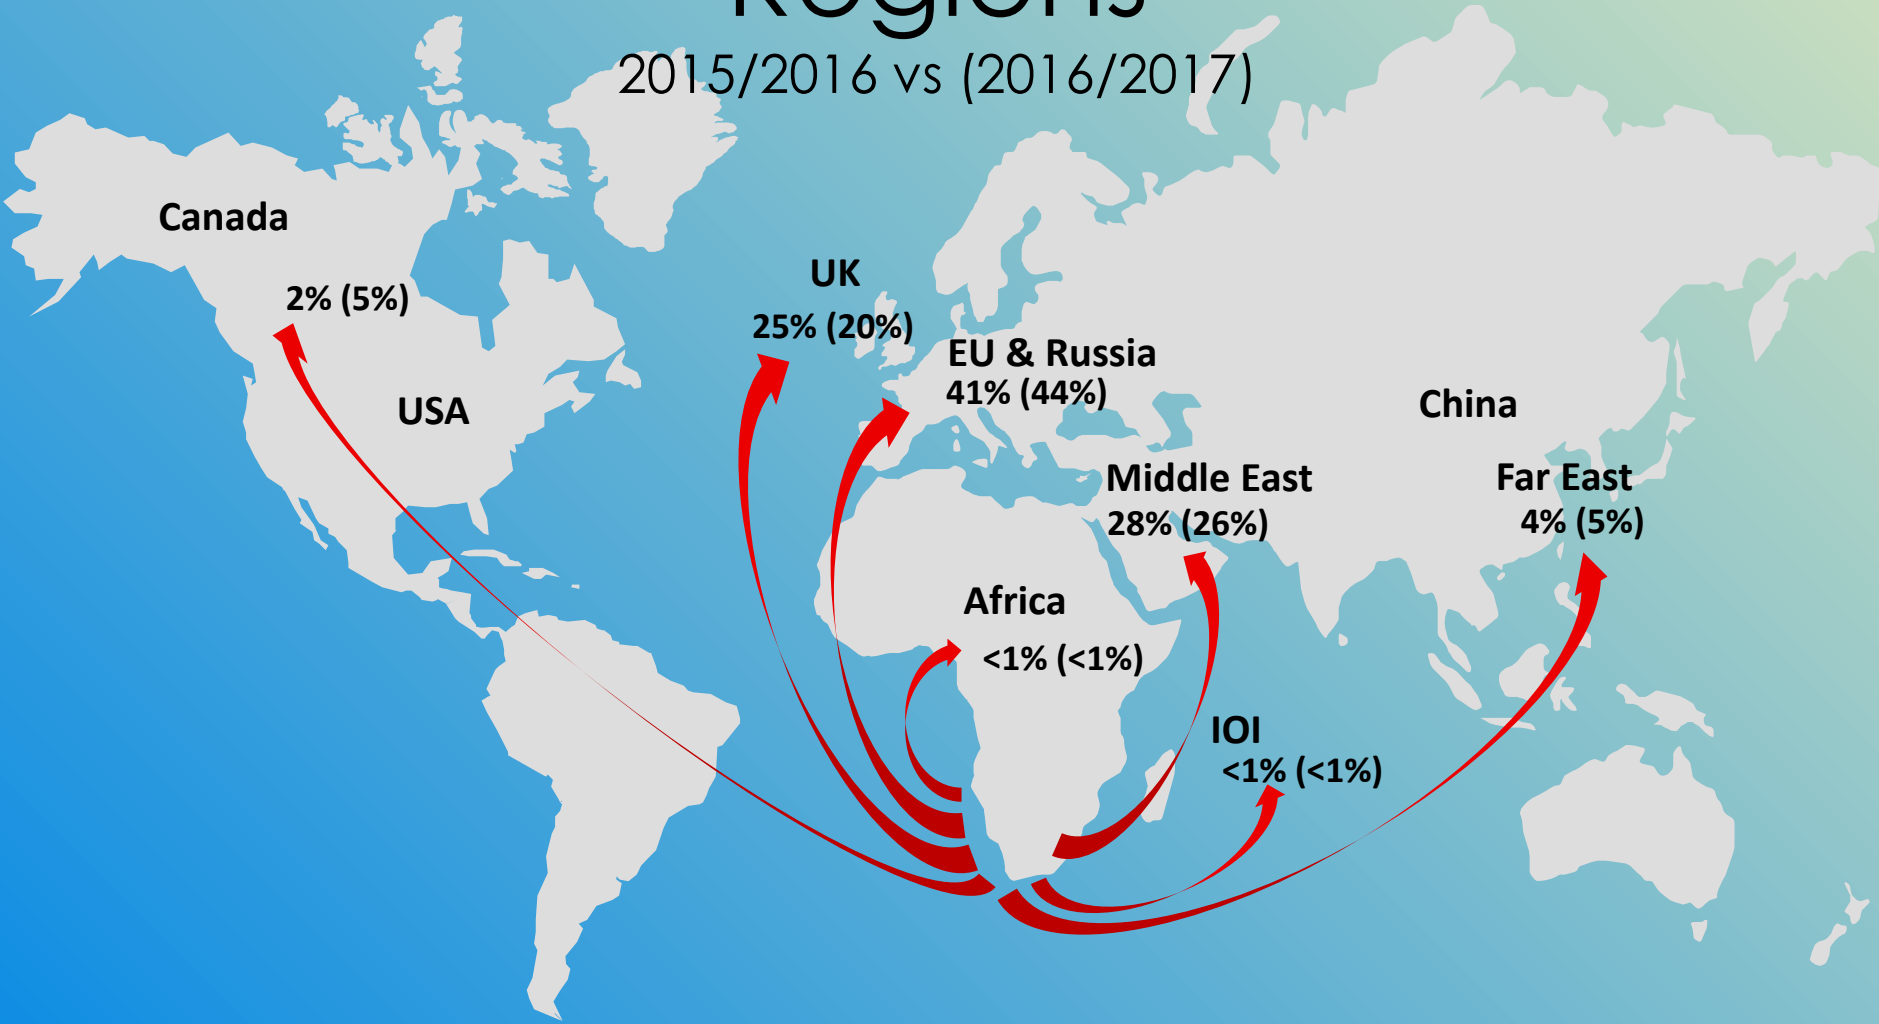 Regions
2015/2016 vs (2016/2017)
Canada
2% (5%)
USA
UK
25% (20%)
EU & Russia
41% (44%)
China
Middle East
28% (26%)
Far East
4% (5%)
Africa
<1% (<1%)
IOI
<1% (<1%)